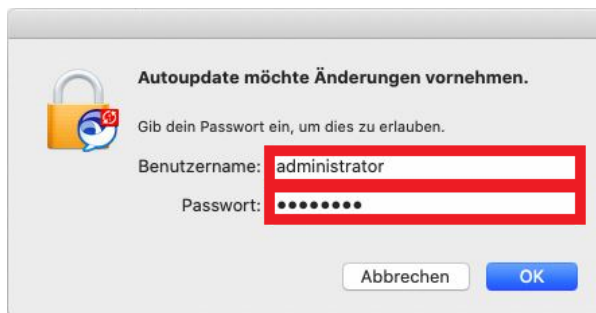 Autoupdate möchte Änderungen vornehmen.
Gib dein Passwort ein, um dies zu erlauben.
Benutzername: administrator
Passwort: ●●●●●●●●
Abbrechen OK